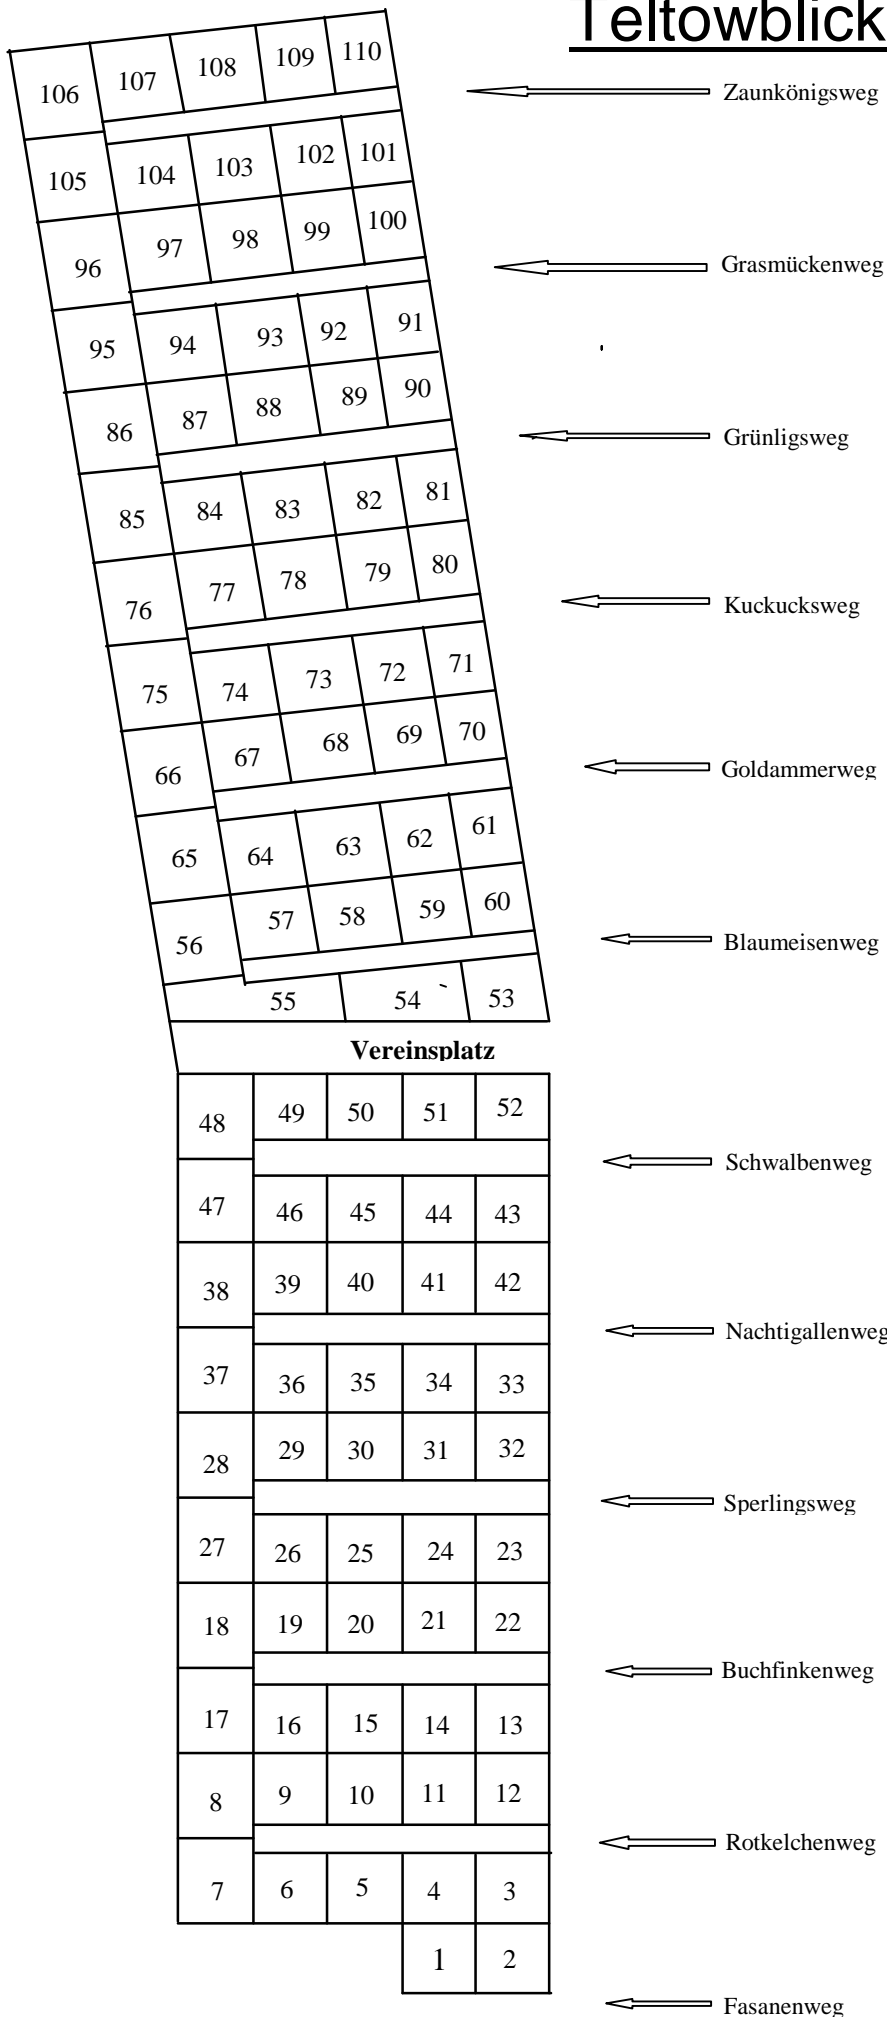 Teltowblick
106 107 108 109 110
Zaunkönigsweg
105 104 103 102 101
96 97 98 99 100
Grasmückenweg
95 94 93 92 91
86 87 88 89 90
Grünligsweg
85 84 83 82 81
76 77 78 79 80
Kuckucksweg
75 74 73 72 71
66 67 68 69 70
Goldammerweg
65 64 63 62 61
56 57 58 59 60
Blaumeisenweg
55 54 53
Vereinsplatz
48 49 50 51 52
Schwalbenweg
47 46 45 44 43
38 39 40 41 42
Nachtigallenweg
37 36 35 34 33
28 29 30 31 32
Sperlingsweg
27 26 25 24 23
18 19 20 21 22
Buchfinkenweg
17 16 15 14 13
8 9 10 11 12
Rotkelchenweg
7 6 5 4 3
1 2
Fasanenweg